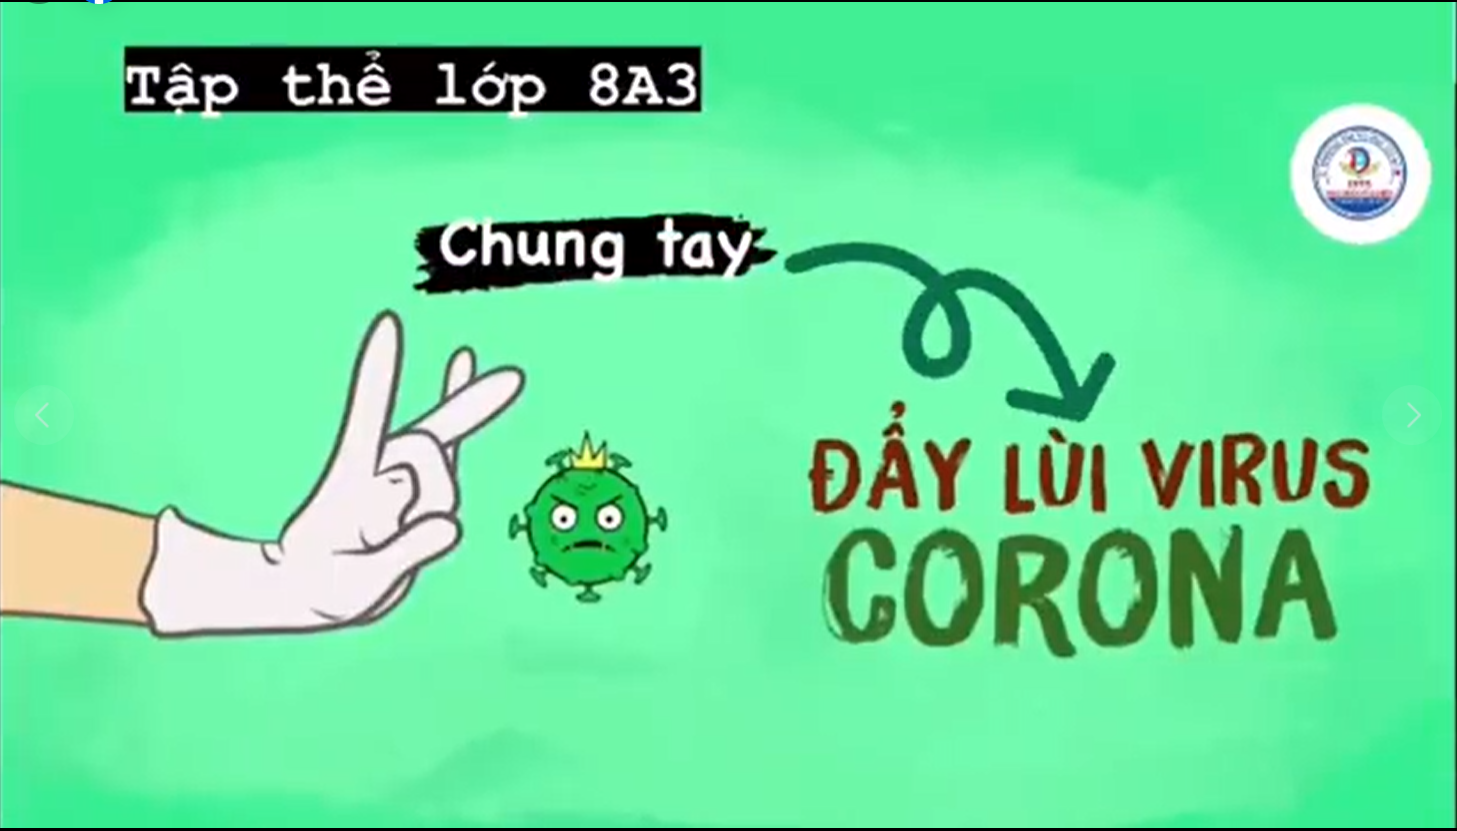 Tập thể lớp 8A3
Chung tay
ĐẨY LÙI VIRUS
CORONA